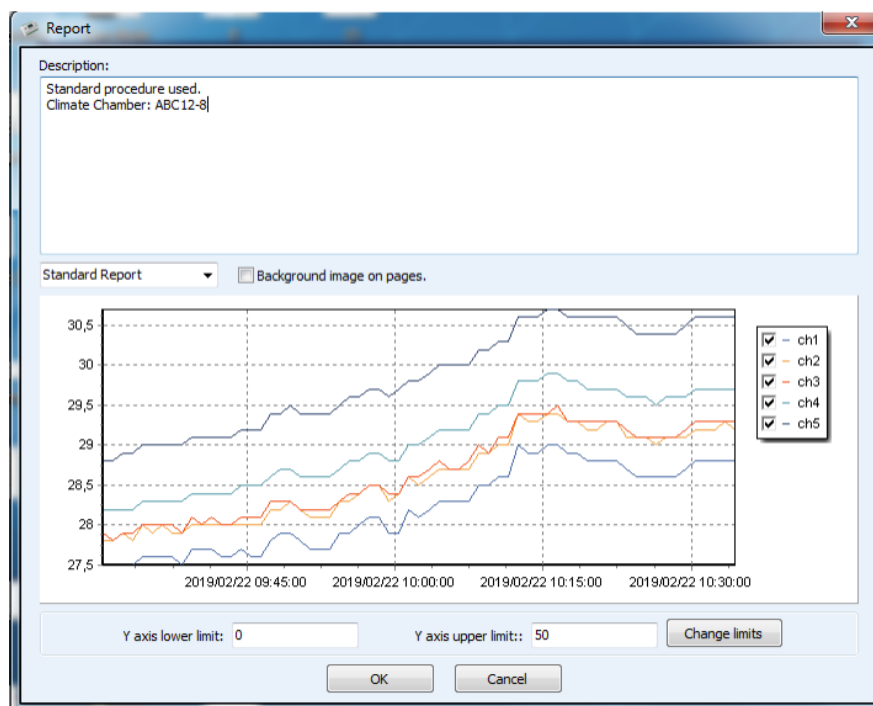 Report
Description:
Standard procedure used.
Climate Chamber: ABC12-8
Standard Report
Background image on pages.
30,5
30
29,5
29
28,5
28
27,5
2019/02/22 09:45:00
2019/02/22 10:00:00
2019/02/22 10:15:00
2019/02/22 10:30:00
ch1
ch2
ch3
ch4
ch5
Y axis lower limit: 0
Y axis upper limit:: 50
Change limits
OK
Cancel